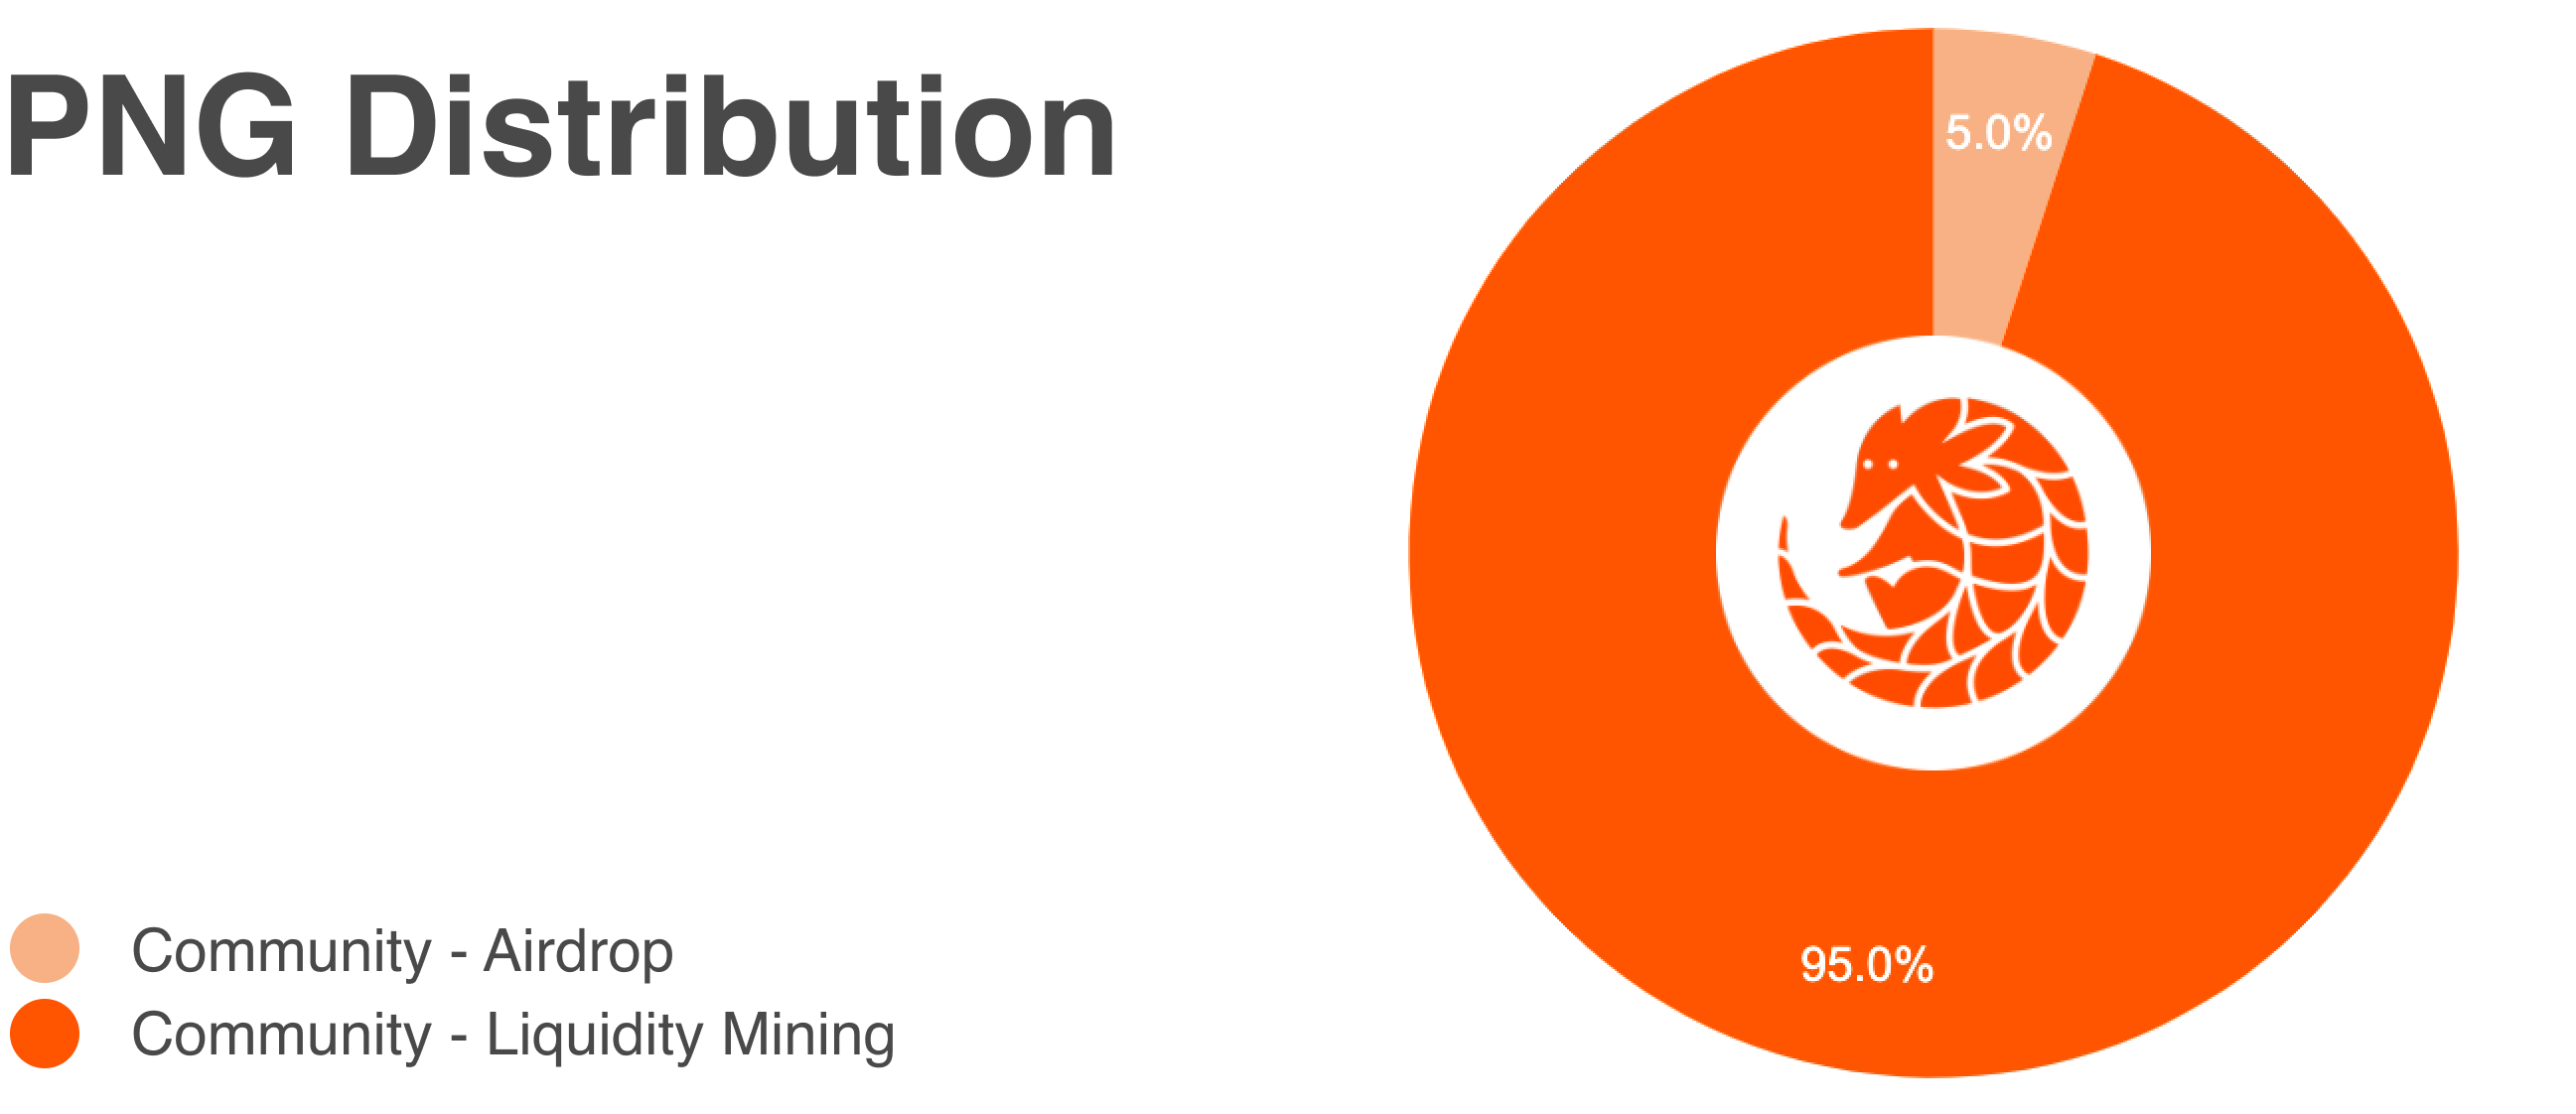 PNG Distribution
5.0%
95.0%
Community - Airdrop
Community - Liquidity Mining